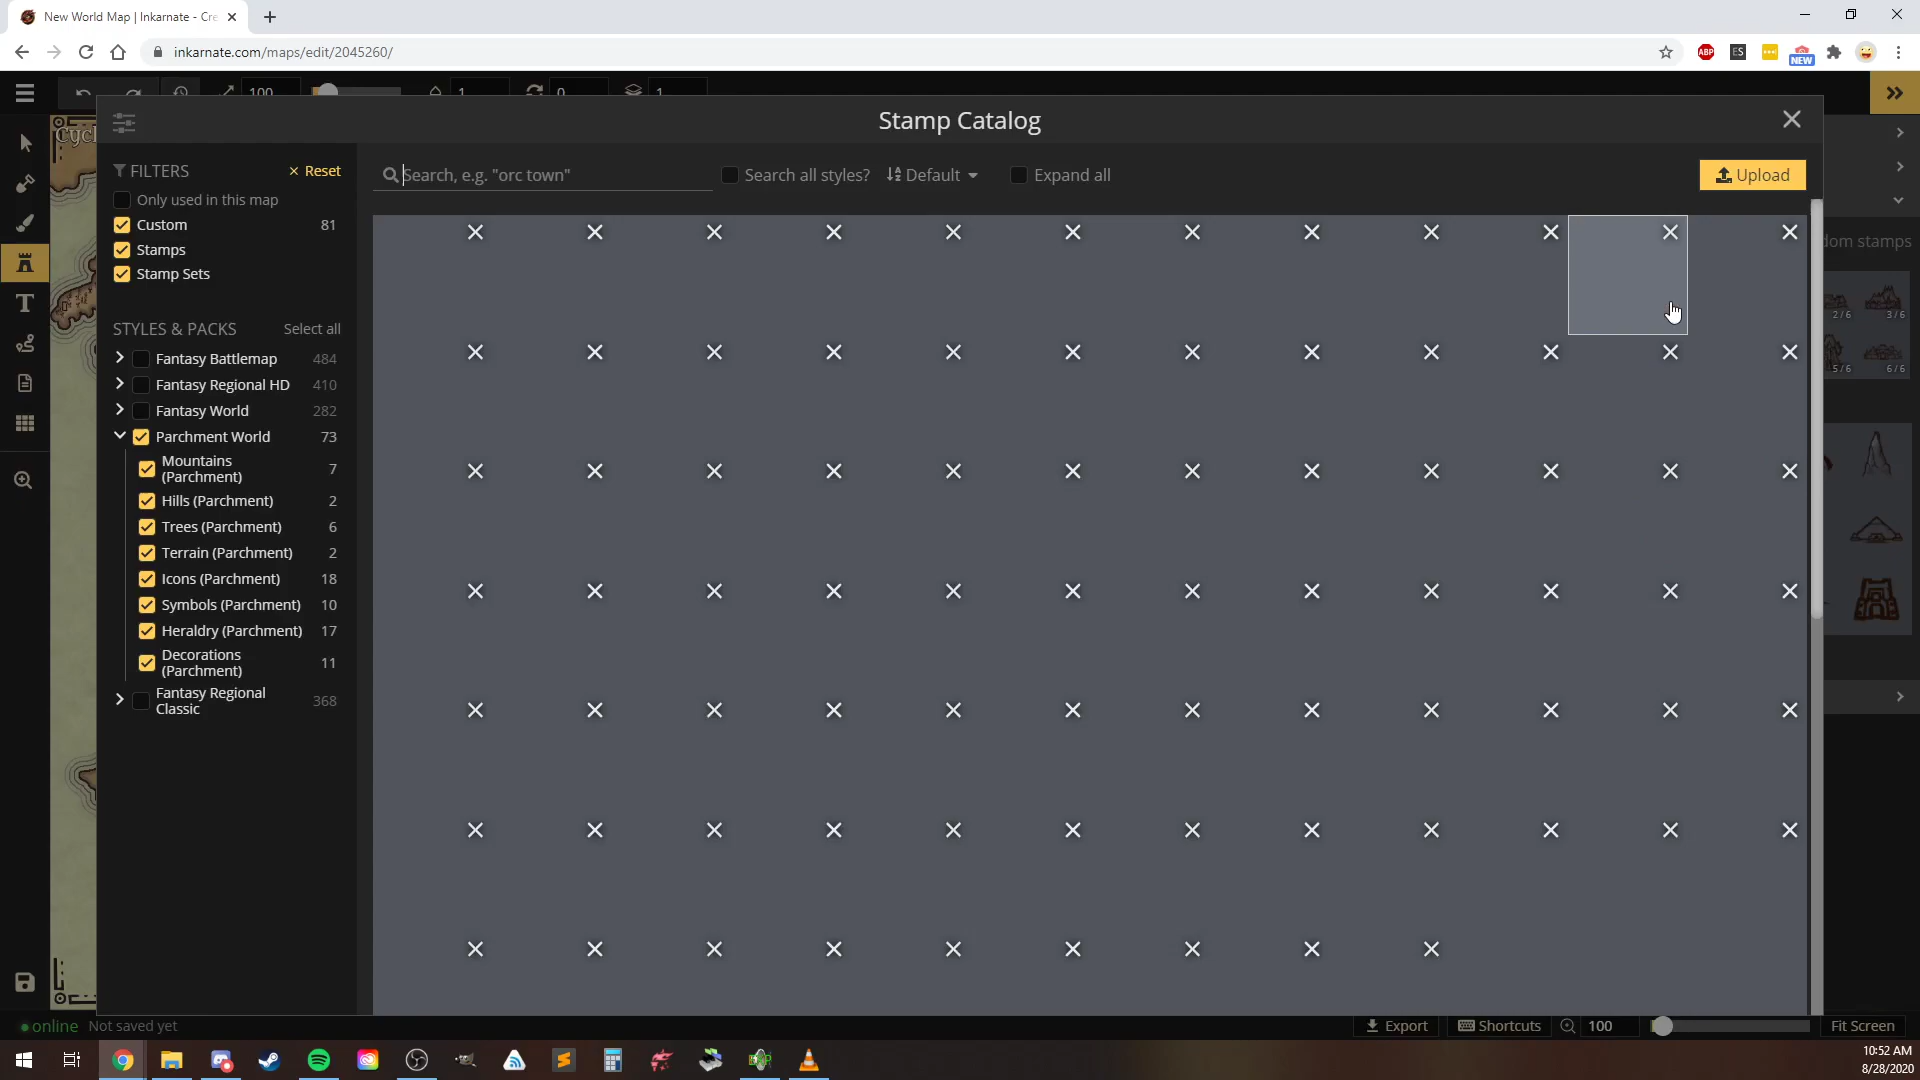 New World Map | Inkarnate - Cre
inkarnate.com/maps/edit/2045260/
ABP
ES
NEW
100
1
0
1
Cycl
Stamp Catalog
FILTERS
Reset
Search, e.g. "orc town"
Search all styles?
Default
Expand all
Upload
Only used in this map
Custom 81
Stamps
Stamp Sets
dom stamps
2/6
3/6
5/6
6/6
STYLES & PACKS
Select all
Fantasy Battlemap 484
Fantasy Regional HD 410
Fantasy World 282
Parchment World 73
Mountains
(Parchment) 7
Hills (Parchment) 2
Trees (Parchment) 6
Terrain (Parchment) 2
Icons (Parchment) 18
Symbols (Parchment) 10
Heraldry (Parchment) 17
Decorations
(Parchment) 11
Fantasy Regional
Classic 368
online
Not saved yet
Export
Shortcuts
100
Fit Screen
10:52 AM
8/28/2020